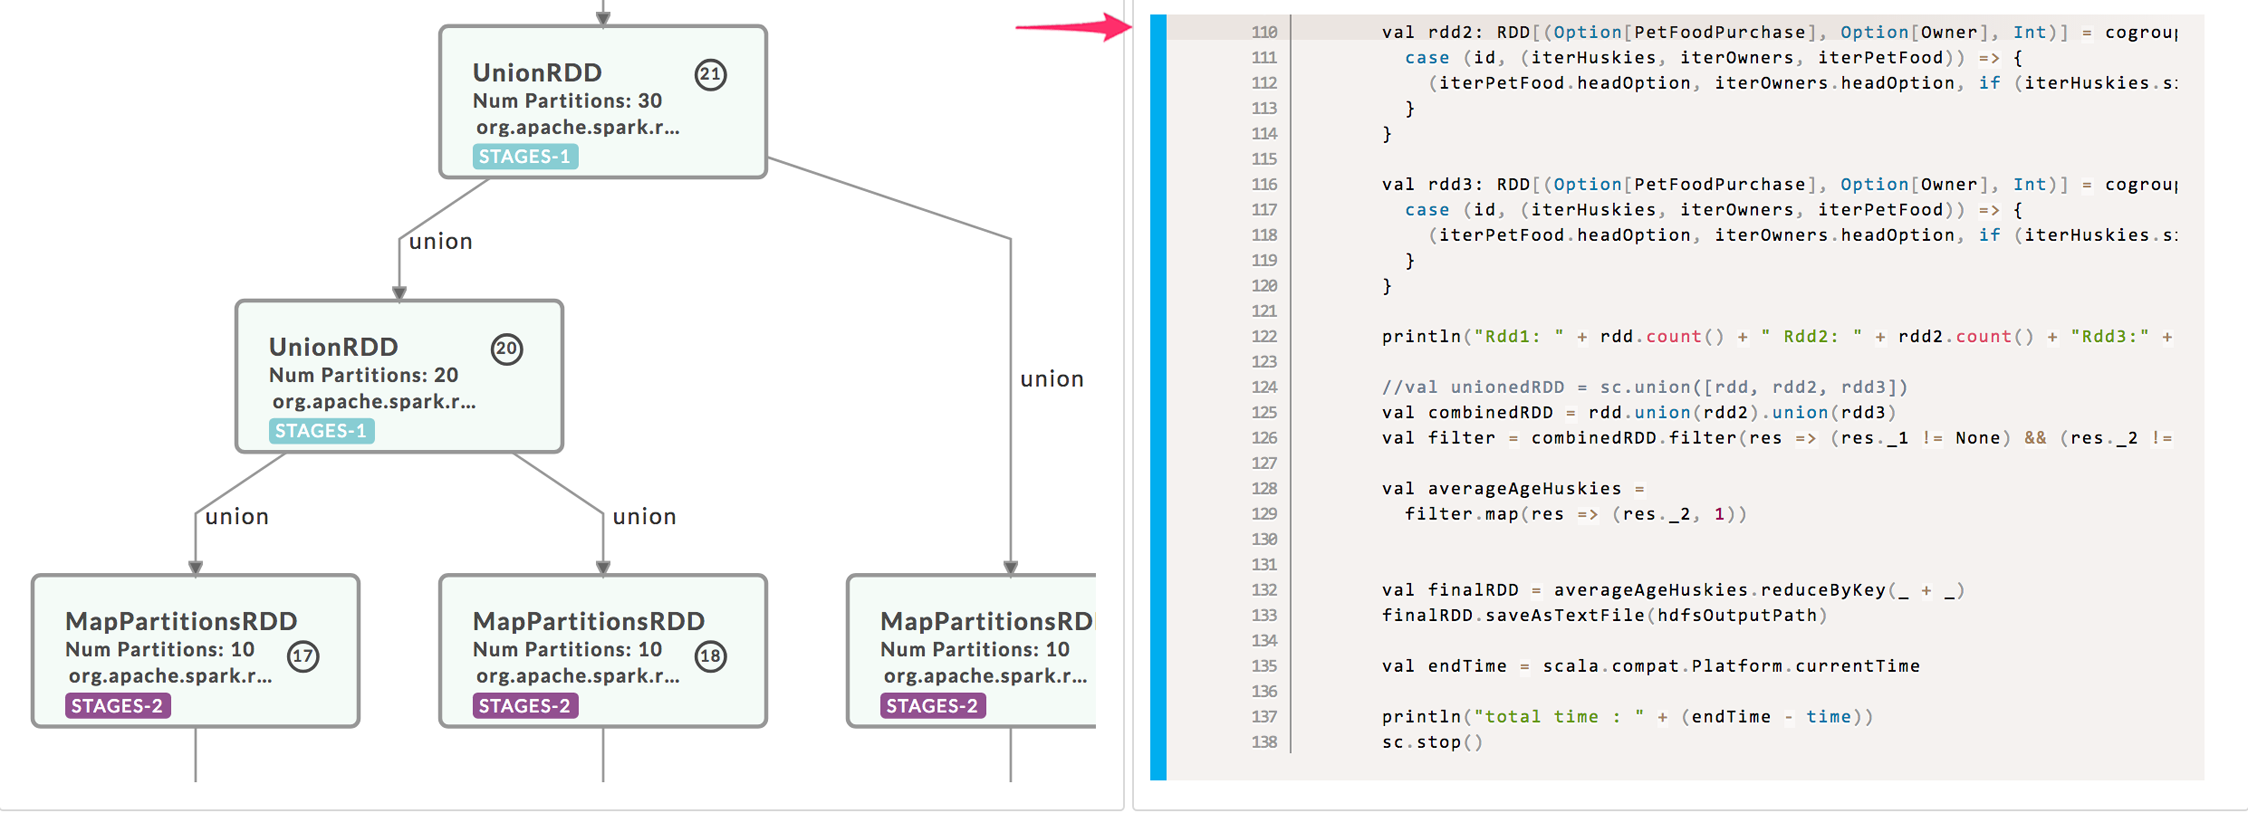 UnionRDD
21
Num Partitions: 30
org.apache.spark.r...
STAGES-1
union
union
UnionRDD
20
Num Partitions: 20
org.apache.spark.r...
STAGES-1
union
union
MapPartitionsRDD
Num Partitions: 10
17
org.apache.spark.r...
STAGES-2
MapPartitionsRDD
Num Partitions: 10
18
org.apache.spark.r...
STAGES-2
MapPartitionsRD
Num Partitions: 10
org.apache.spark.r...
STAGES-2
110 val rdd2: RDD[(Option[PetFoodPurchase], Option[Owner], Int)] =
111 case (id, (iterHuskies, iterOwners, iterPetFood)) => {
112 (iterPetFood.headOption, iterOwners.headOption, if (iterHuskies.
113 }
114 }
115
116 val rdd3: RDD[(Option[PetFoodPurchase], Option[Owner], Int)] =
117 case (id, (iterHuskies, iterOwners, iterPetFood)) => {
118 (iterPetFood.headOption, iterOwners.headOption, if (iterHuskies.
119 }
120 }
121
122 println("Rdd1: " + rdd.count() + " Rdd2: " + rdd2.count() + "Rdd3:" +
123
124 //val unionedRDD = sc.union([rdd, rdd2, rdd3])
125 val combinedRDD = rdd.union(rdd2).union(rdd3)
126 val filter = combinedRDD.filter(res => (res._1 != None) && (res._2 !=
127
128 val averageAgeHuskies =
129 filter.map(res => (res._2, 1))
130
131
132 val finalRDD = averageAgeHuskies.reduceByKey(_ + _)
133 finalRDD.saveAsTextFile(hdfsOutputPath)
134
135 val endTime = scala.compat.Platform.currentTime
136
137 println("total time : " + (endTime - time))
138 sc.stop()